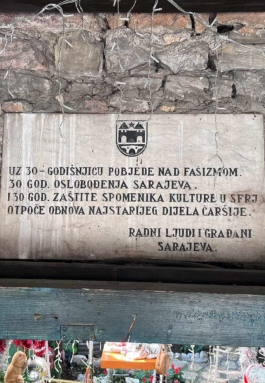 UZ 30-GODIŠNJICU POBJEDE NAD FAŠIZMOM.
30 GOD. OSLOBOĐENJA SARAJEVA.
I 30 GOD. ZAŠTITE SPOMENIKA KULTURE U SFRJ
OTPOČE OBNOVA NAJSTARIJEG DIJELA ČARŠIJE.
RADNI LJUDI I GRAĐANI
SARAJEVA.